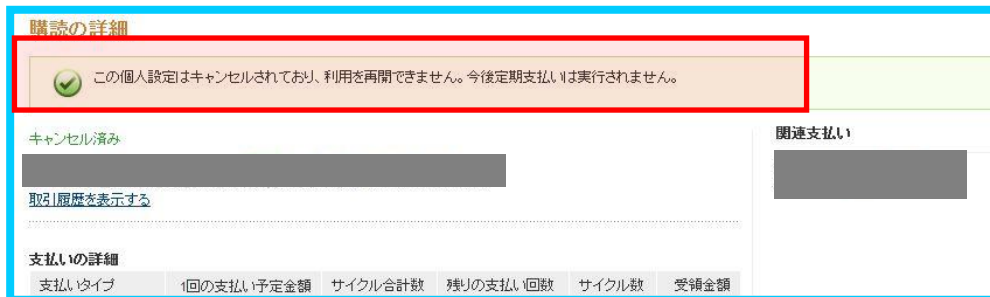 購読の詳細
この個人設定はキャンセルされており、利用を再開できません。今後定期支払いは実行されません。
キャンセル済み
関連支払い
取引履歴を表示する
支払いの詳細
支払いタイプ 1回の支払い予定金額 サイクル合計数 残りの支払い回数 サイクル数 受領金額